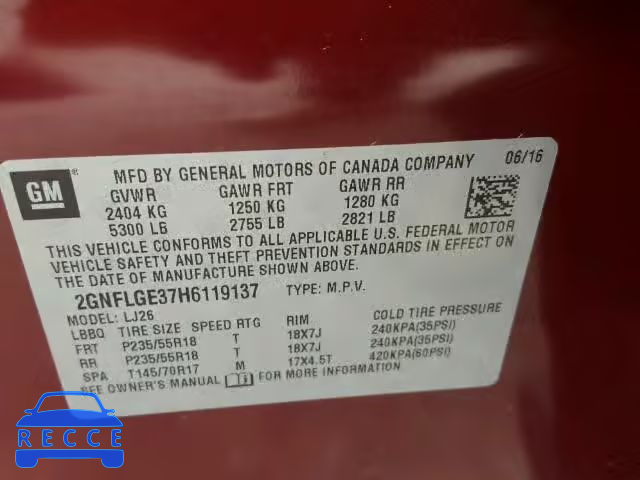 MFD BY GENERAL MOTORS OF CANADA COMPANY 06/16
GM ®
GVWR GAWR FRT GAWR RR
2404 KG 1250 KG 1280 KG
5300 LB 2755 LB 2821 LB
THIS VEHICLE CONFORMS TO ALL APPLICABLE U.S. FEDERAL MOTOR
VEHICLE SAFETY AND THEFT PREVENTION STANDARDS IN EFFECT ON
THE DATE OF MANUFACTURE SHOWN ABOVE.
2GNFLGE37H6119137 TYPE: M.P.V.
MODEL: LJ26
LBBQ TIRE SIZE SPEED RTG RIM COLD TIRE PRESSURE
FRT P235/55R18 T 18X7J 240KPA(35PSI)
RR P235/55R18 T 18X7J 240KPA(35PSI)
SPA T145/70R17 M 17X4.5T 420KPA(60PSI)
SEE OWNER'S MANUAL FOR MORE INFORMATION.
RECCE